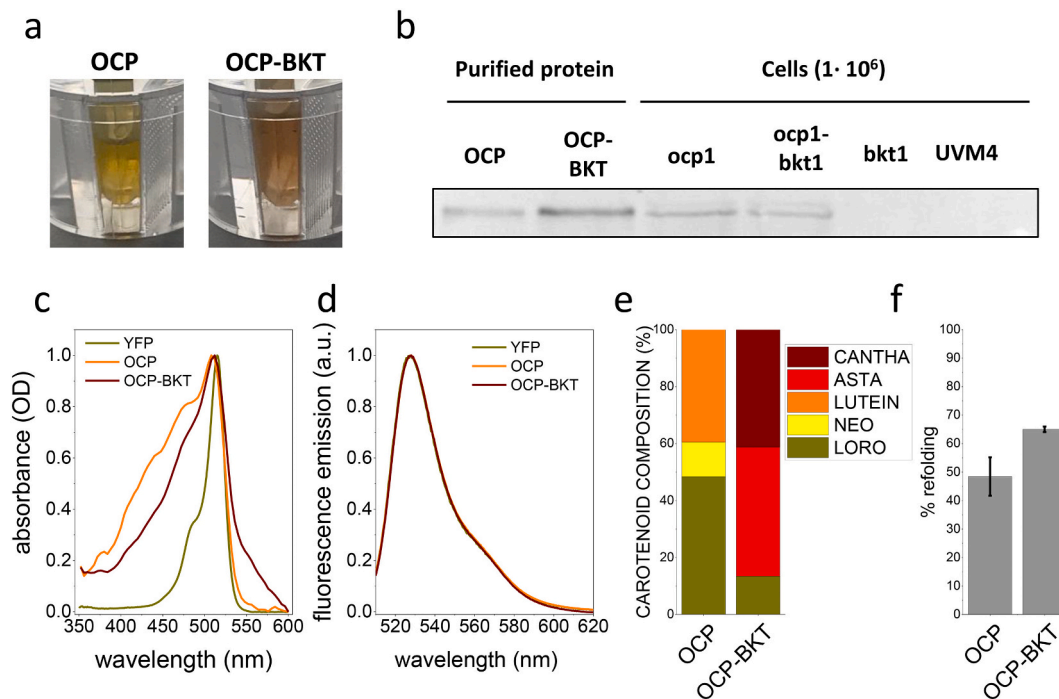 a
OCP
OCP-BKT
b
Purified protein
Cells (1· 10⁶)
OCP
OCP-
BKT
ocp1
ocp1-
bkt1
bkt1
UVM4
c
absorbance (OD)
1.0
0.8
0.6
0.4
0.2
0.0
YFP
OCP
OCP-BKT
350
400
450
500
550
600
wavelength (nm)
d
fluorescence emission (a.u.)
1.0
0.8
0.6
0.4
0.2
0.0
YFP
OCP
OCP-BKT
520
540
560
580
600
620
wavelength (nm)
e
CAROTENOID COMPOSITION (%)
100
80
60
40
20
0
OCP
OCP-BKT
CANTHA
ASTA
LUTEIN
NEO
LORO
f
% refolding
100
90
80
70
60
50
40
30
20
10
0
OCP
OCP-BKT